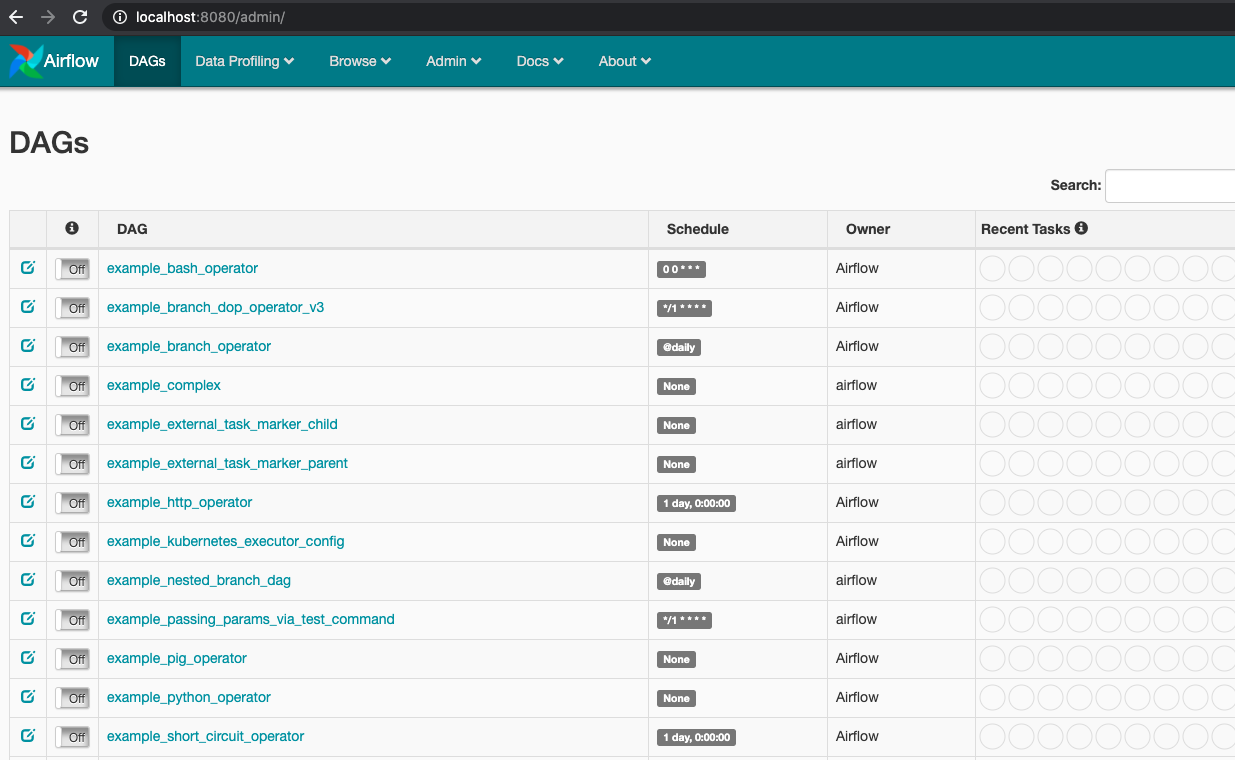 localhost:8080/admin/
Airflow DAGs Data Profiling Browse Admin Docs About
DAGs
Search:
DAG Schedule Owner Recent Tasks
Off example_bash_operator 0 0 * * * Airflow
Off example_branch_dop_operator_v3 */1 * * * * Airflow
Off example_branch_operator @daily Airflow
Off example_complex None airflow
Off example_external_task_marker_child None airflow
Off example_external_task_marker_parent None airflow
Off example_http_operator 1 day, 0:00:00 Airflow
Off example_kubernetes_executor_config None Airflow
Off example_nested_branch_dag @daily airflow
Off example_passing_params_via_test_command */1 * * * * airflow
Off example_pig_operator None Airflow
Off example_python_operator None Airflow
Off example_short_circuit_operator 1 day, 0:00:00 Airflow